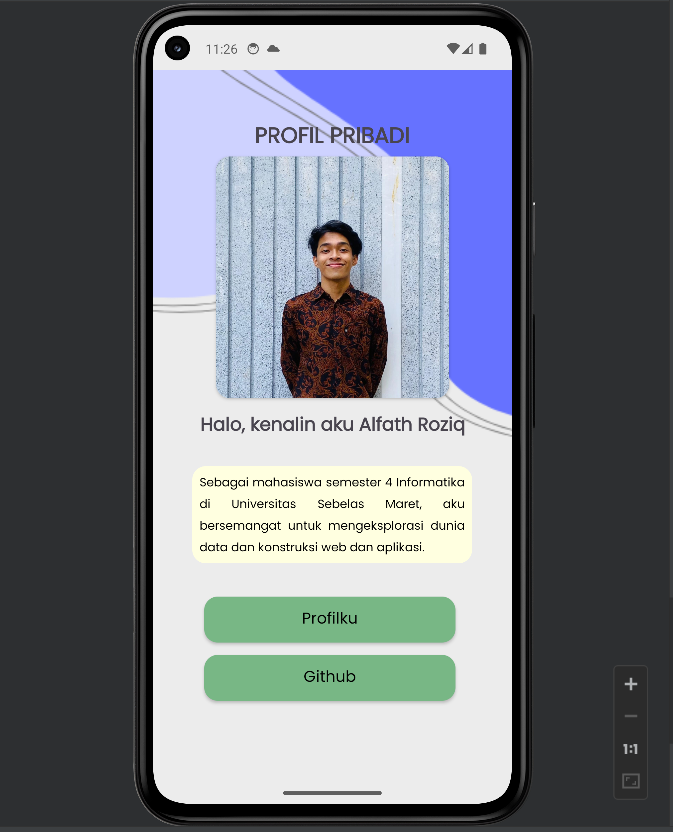 11:26
PROFIL PRIBADI
Halo, kenalin aku Alfath Roziq
Sebagai mahasiswa semester 4 Informatika
di Universitas Sebelas Maret, aku
bersemangat untuk mengeksplorasi dunia
data dan konstruksi web dan aplikasi.
Profilku
Github
1:1